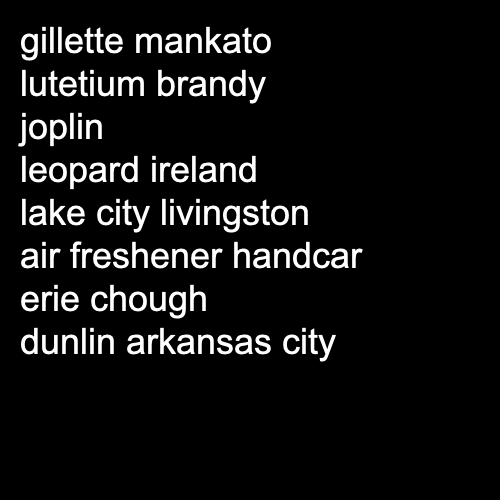 gillette mankato
lutetium brandy
joplin
leopard ireland
lake city livingston
air freshener handcar
erie chough
dunlin arkansas city